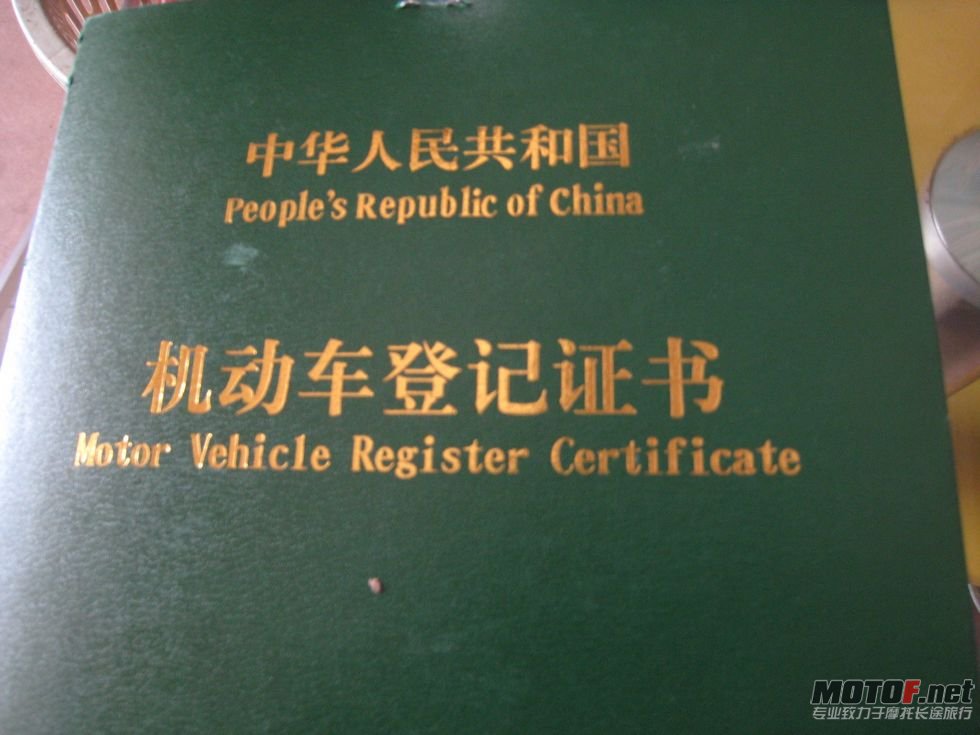 中华人民共和国
People's Republic of China
机动车登记证书
Motor Vehicle Register Certificate
MOTOF.net
专业致力于摩托长途旅行